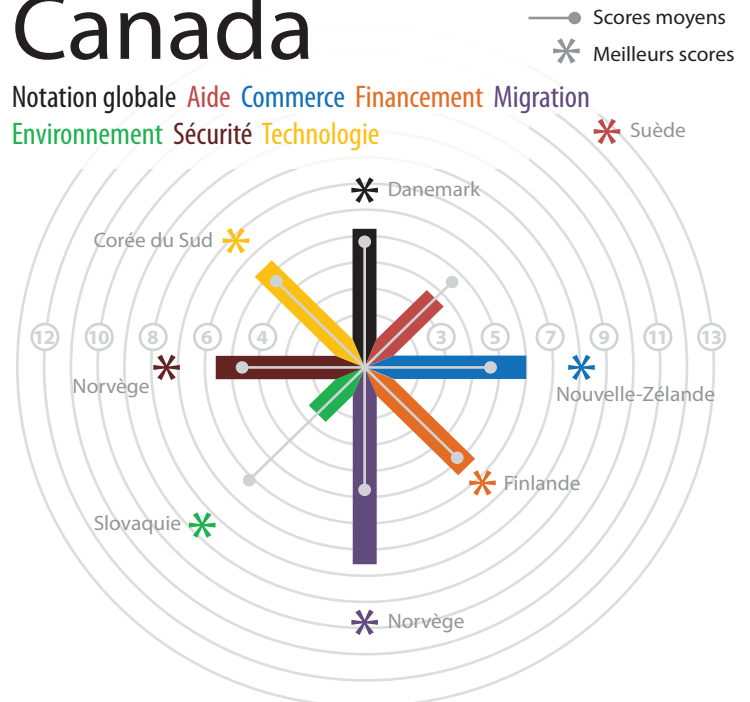 Canada
Scores moyens
Meilleurs scores
Notation globale Aide Commerce Financement Migration
Environnement Sécurité Technologie
Suède
Danemark
Corée du Sud
12 10 8 6 4 3 5 7 9 11 13
Norvège
Nouvelle-Zélande
Finlande
Slovaquie
Norvège